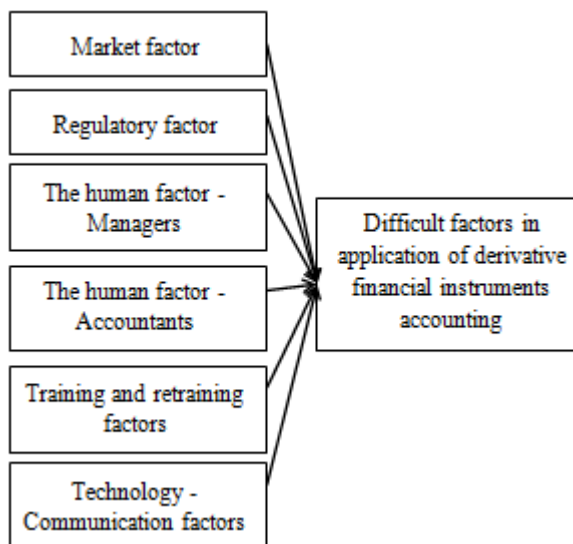 Market factor
Regulatory factor
The human factor -
Managers
The human factor -
Accountants
Training and retraining
factors
Technology -
Communication factors
Difficult factors in
application of derivative
financial instruments
accounting